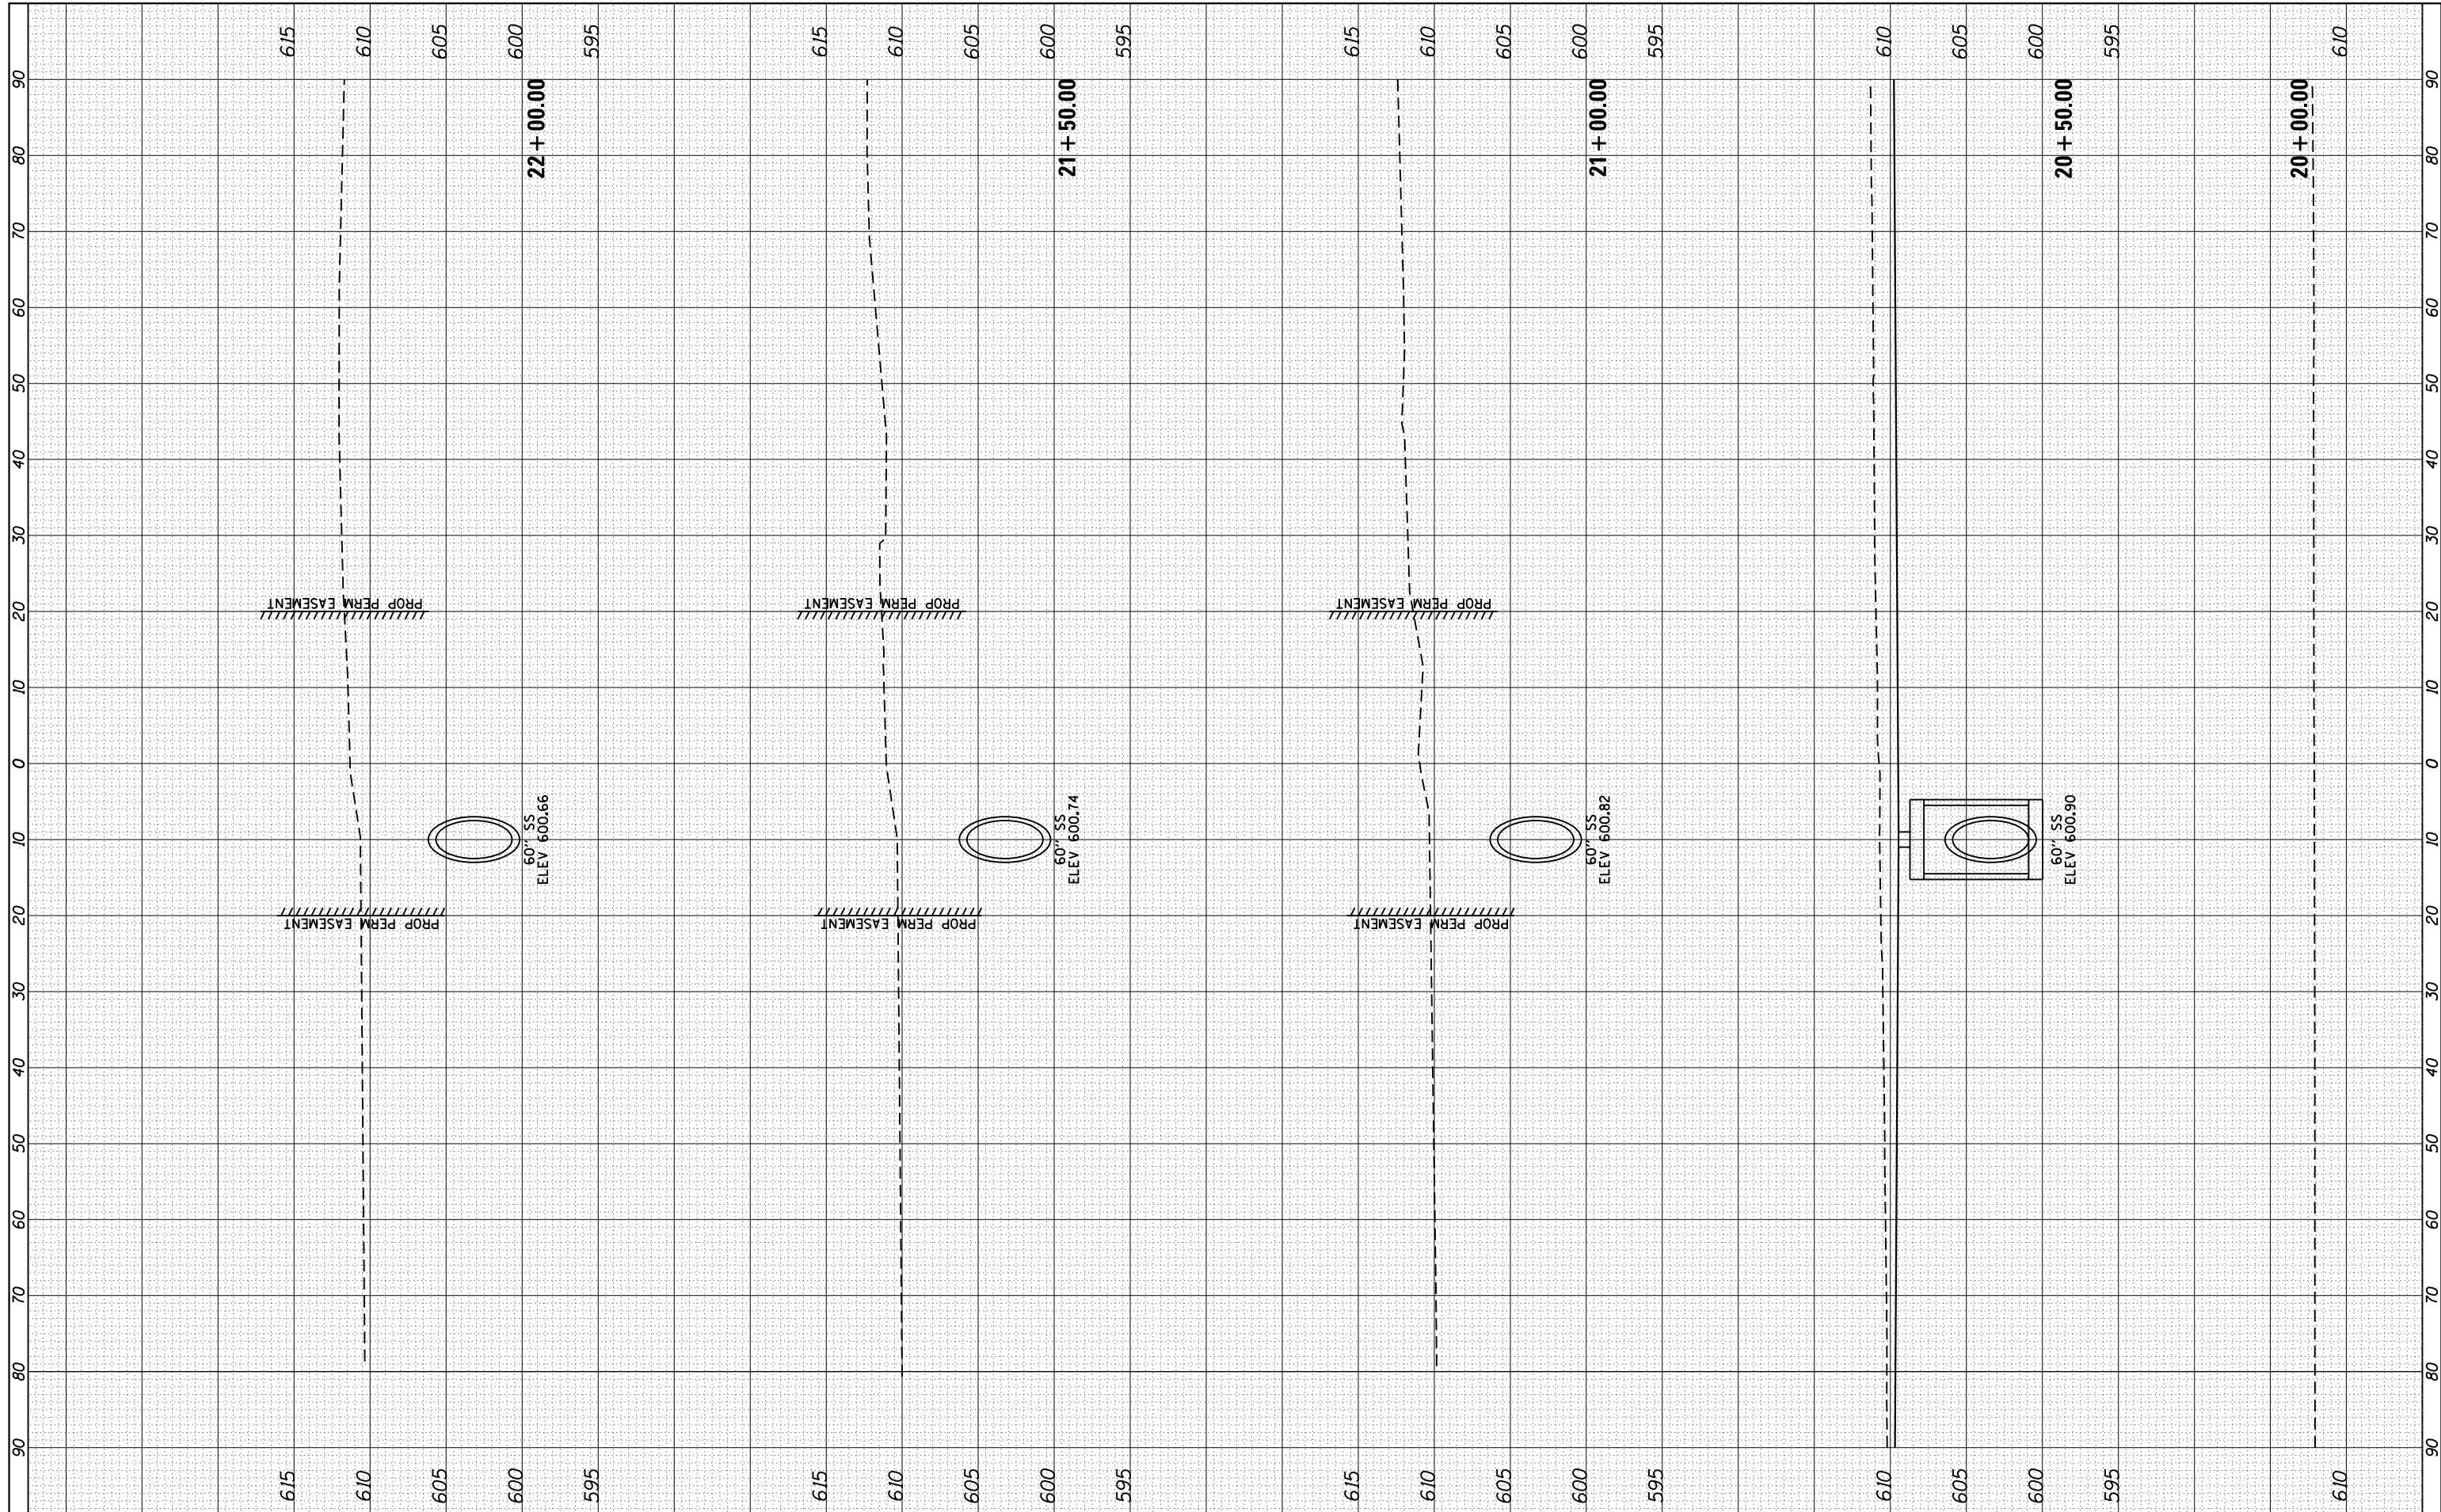 90 80 70 60 50 40 30 20 10 0 10 20 30 40 50 60 70 80 90
615 615
PROP PERM EASEMENT
PROP PERM EASEMENT
610 610
605 605
600 600
60" SS
ELEV 600.66
22+00.00
595 595
615 615
PROP PERM EASEMENT
PROP PERM EASEMENT
610 610
605 605
600 600
60" SS
ELEV 600.74
21+50.00
595 595
615 615
PROP PERM EASEMENT
PROP PERM EASEMENT
610 610
605 605
600 600
60" SS
ELEV 600.82
21+00.00
595 595
610 610
605 605
600 600
60" SS
ELEV 600.90
20+50.00
595 595
20+00.00
610 610
90 80 70 60 50 40 30 20 10 0 10 20 30 40 50 60 70 80 90